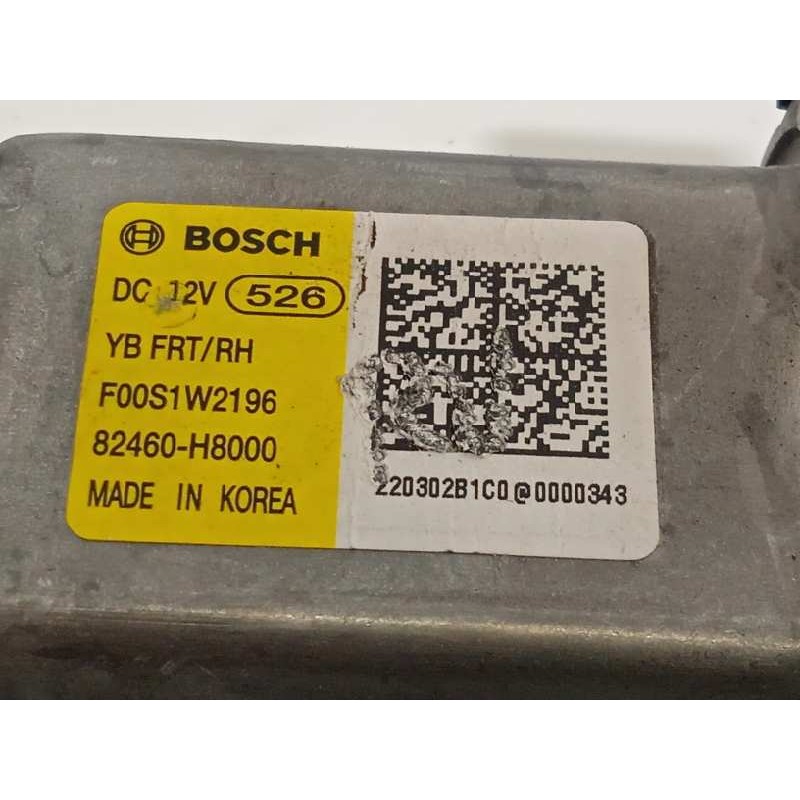 BOSCH
DC 12V 526
YB FRT/RH
F00S1W2196
82460-H8000
MADE IN KOREA
220302B1C0@0000343